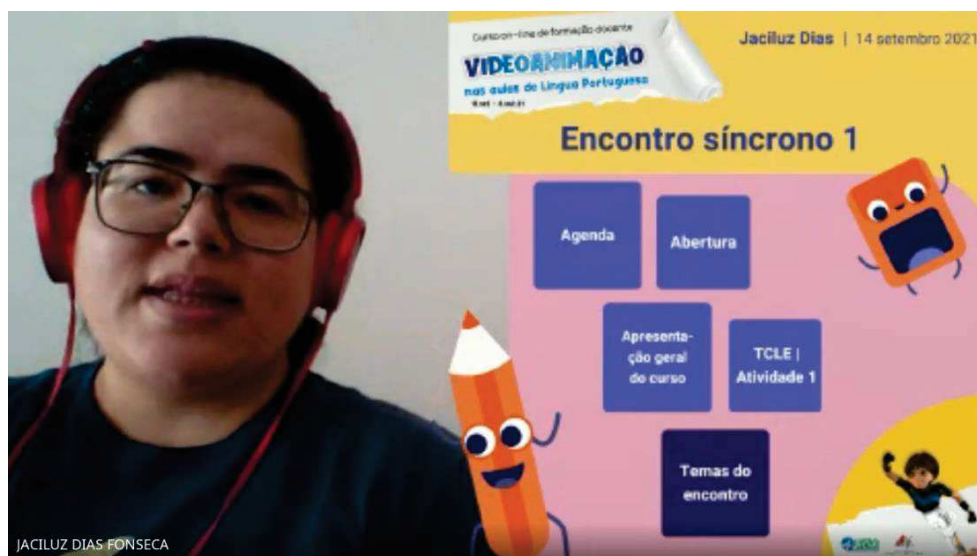 Curso on-line de formação docente
VIDEOANIMAÇÃO
nas aulas de Língua Portuguesa
Jaciluz Dias | 14 setembro 2021
Encontro síncrono 1
Agenda
Abertura
Apresenta-
ção geral
do curso
TCLE |
Atividade 1
Temas do
encontro
JACILUZ DIAS FONSECA